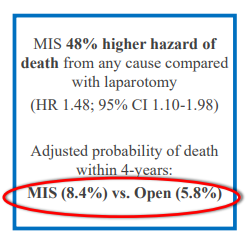 MIS 48% higher hazard of
death from any cause compared
with laparotomy
(HR 1.48; 95% CI 1.10-1.98)
Adjusted probability of death
within 4-years:
MIS (8.4%) vs. Open (5.8%)